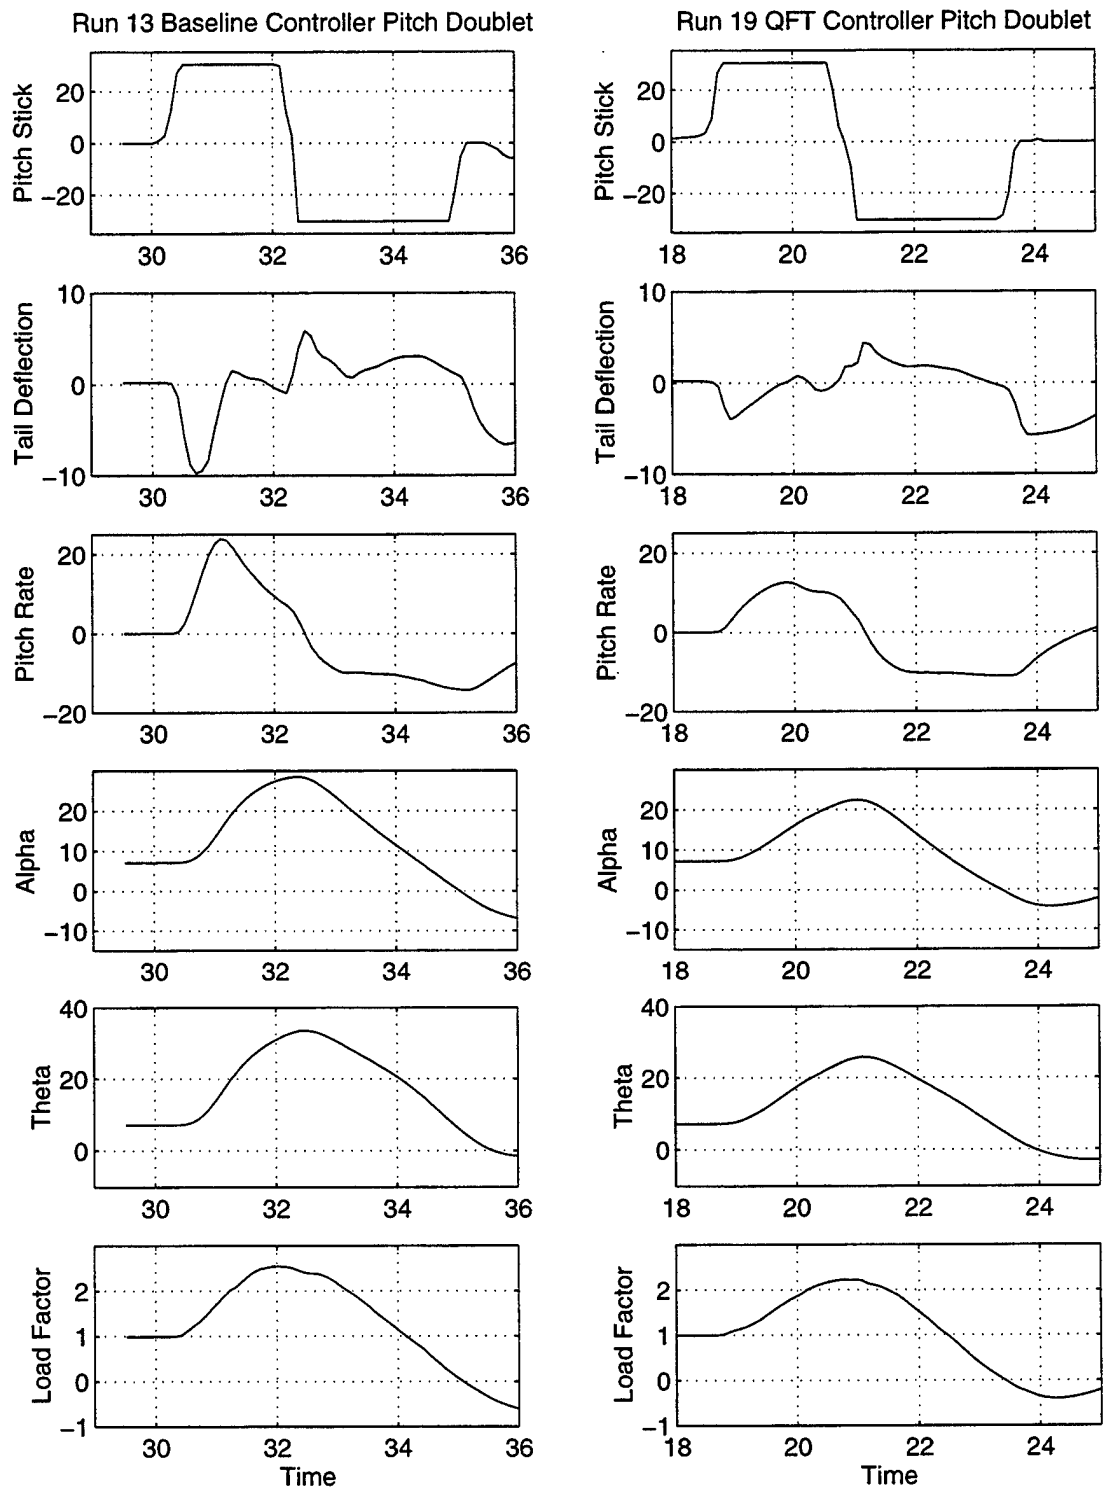 Run 13 Baseline Controller Pitch Doublet
Pitch Stick
20
0
−20
30 32 34 36
Tail Deflection
10
0
−10
30 32 34 36
Pitch Rate
20
0
−20
30 32 34 36
Alpha
20
10
0
−10
30 32 34 36
Theta
40
20
0
30 32 34 36
Load Factor
2
1
0
−1
30 32 34 36
Time
Run 19 QFT Controller Pitch Doublet
Pitch Stick
20
0
−20
18 20 22 24
Tail Deflection
10
0
−10
18 20 22 24
Pitch Rate
20
0
−20
18 20 22 24
Alpha
20
10
0
−10
18 20 22 24
Theta
40
20
0
18 20 22 24
Load Factor
2
1
0
−1
18 20 22 24
Time